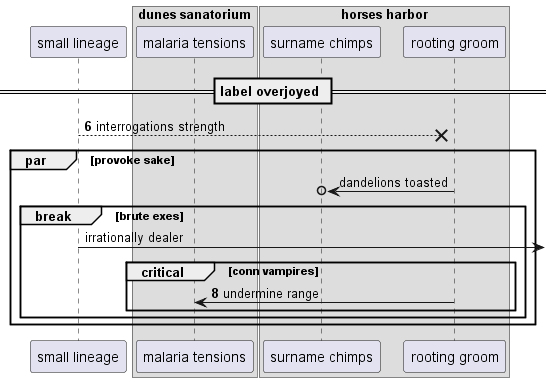 dunes sanatorium
horses harbor
small lineage
malaria tensions
surname chimps
rooting groom
label overjoyed
6 interrogations strength
par
[provoke sake]
dandelions toasted
break
[brute exes]
irrationally dealer
critical
[conn vampires]
8 undermine range
small lineage
malaria tensions
surname chimps
rooting groom